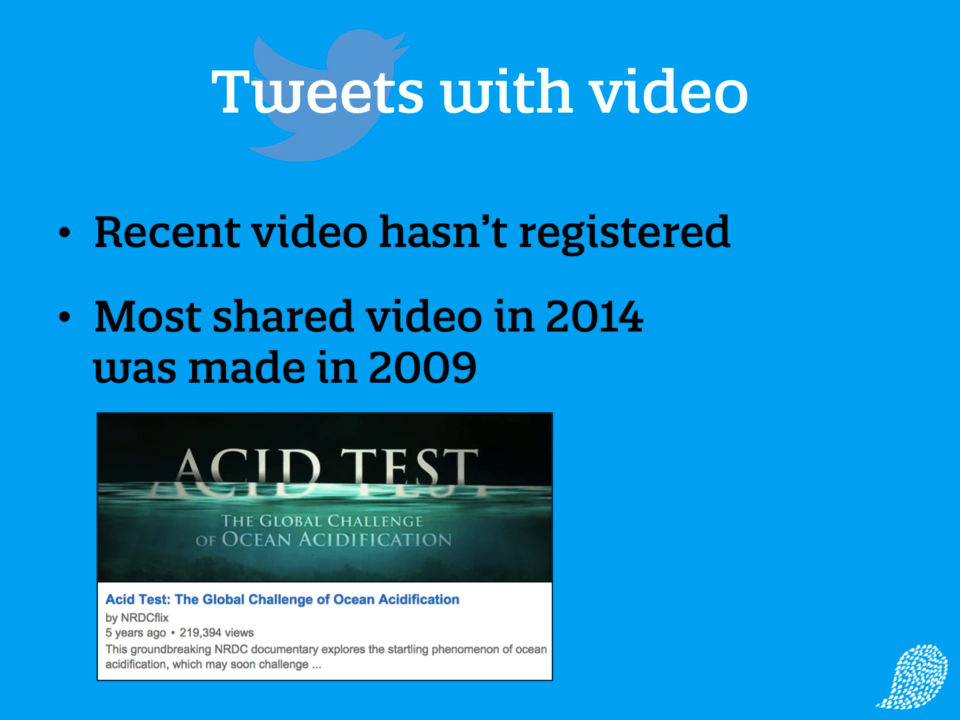 Tweets with video
• Recent video hasn't registered
• Most shared video in 2014
was made in 2009
ACID TEST
THE GLOBAL CHALLENGE
OF OCEAN ACIDIFICATION
Acid Test: The Global Challenge of Ocean Acidification
by NRDCflix
5 years ago • 219,394 views
This groundbreaking NRDC documentary explores the startling phenomenon of ocean
acidification, which may soon challenge ...